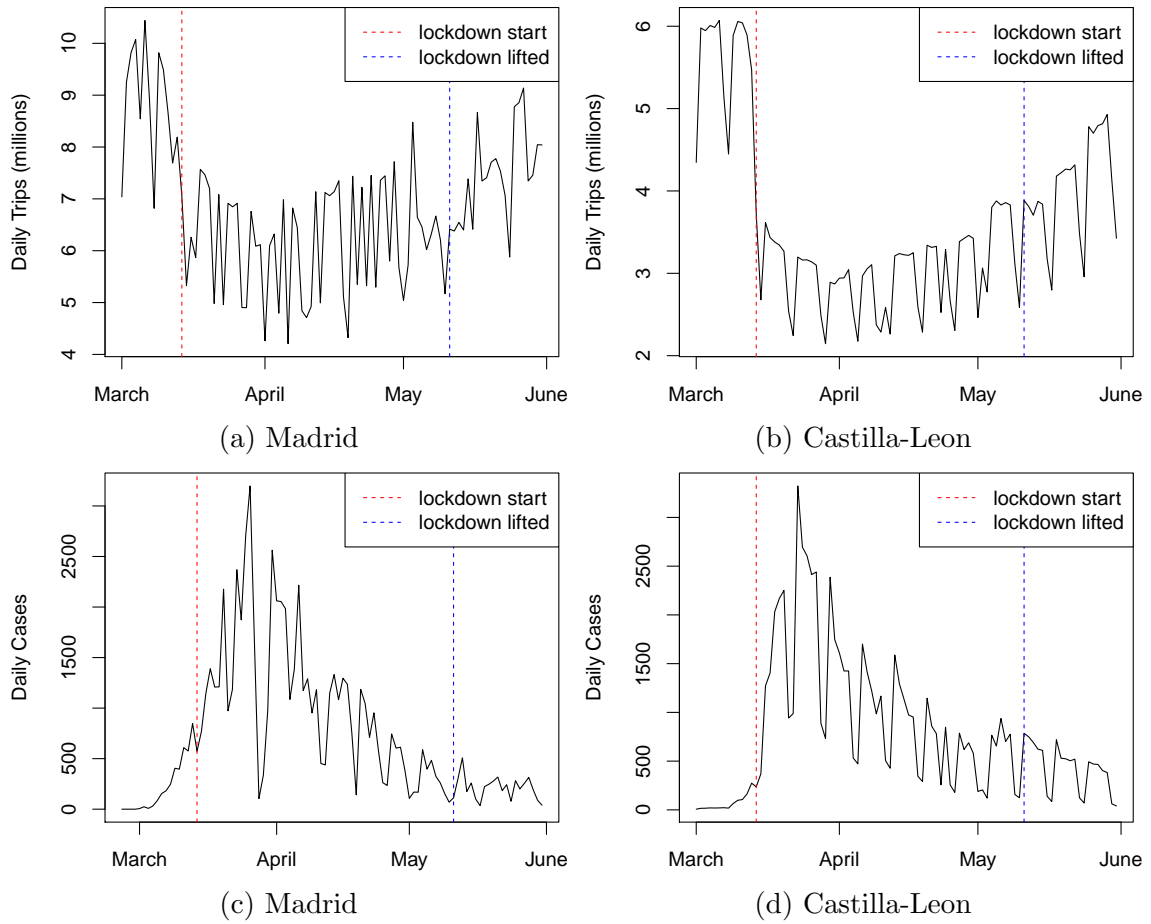 Daily Trips (millions)
10
9
8
7
6
5
4
lockdown start
lockdown lifted
March
April
May
June
(a) Madrid
Daily Trips (millions)
6
5
4
3
2
lockdown start
lockdown lifted
March
April
May
June
(b) Castilla-Leon
Daily Cases
2500
1500
500
0
lockdown start
lockdown lifted
March
April
May
June
(c) Madrid
Daily Cases
2500
1500
500
0
lockdown start
lockdown lifted
March
April
May
June
(d) Castilla-Leon